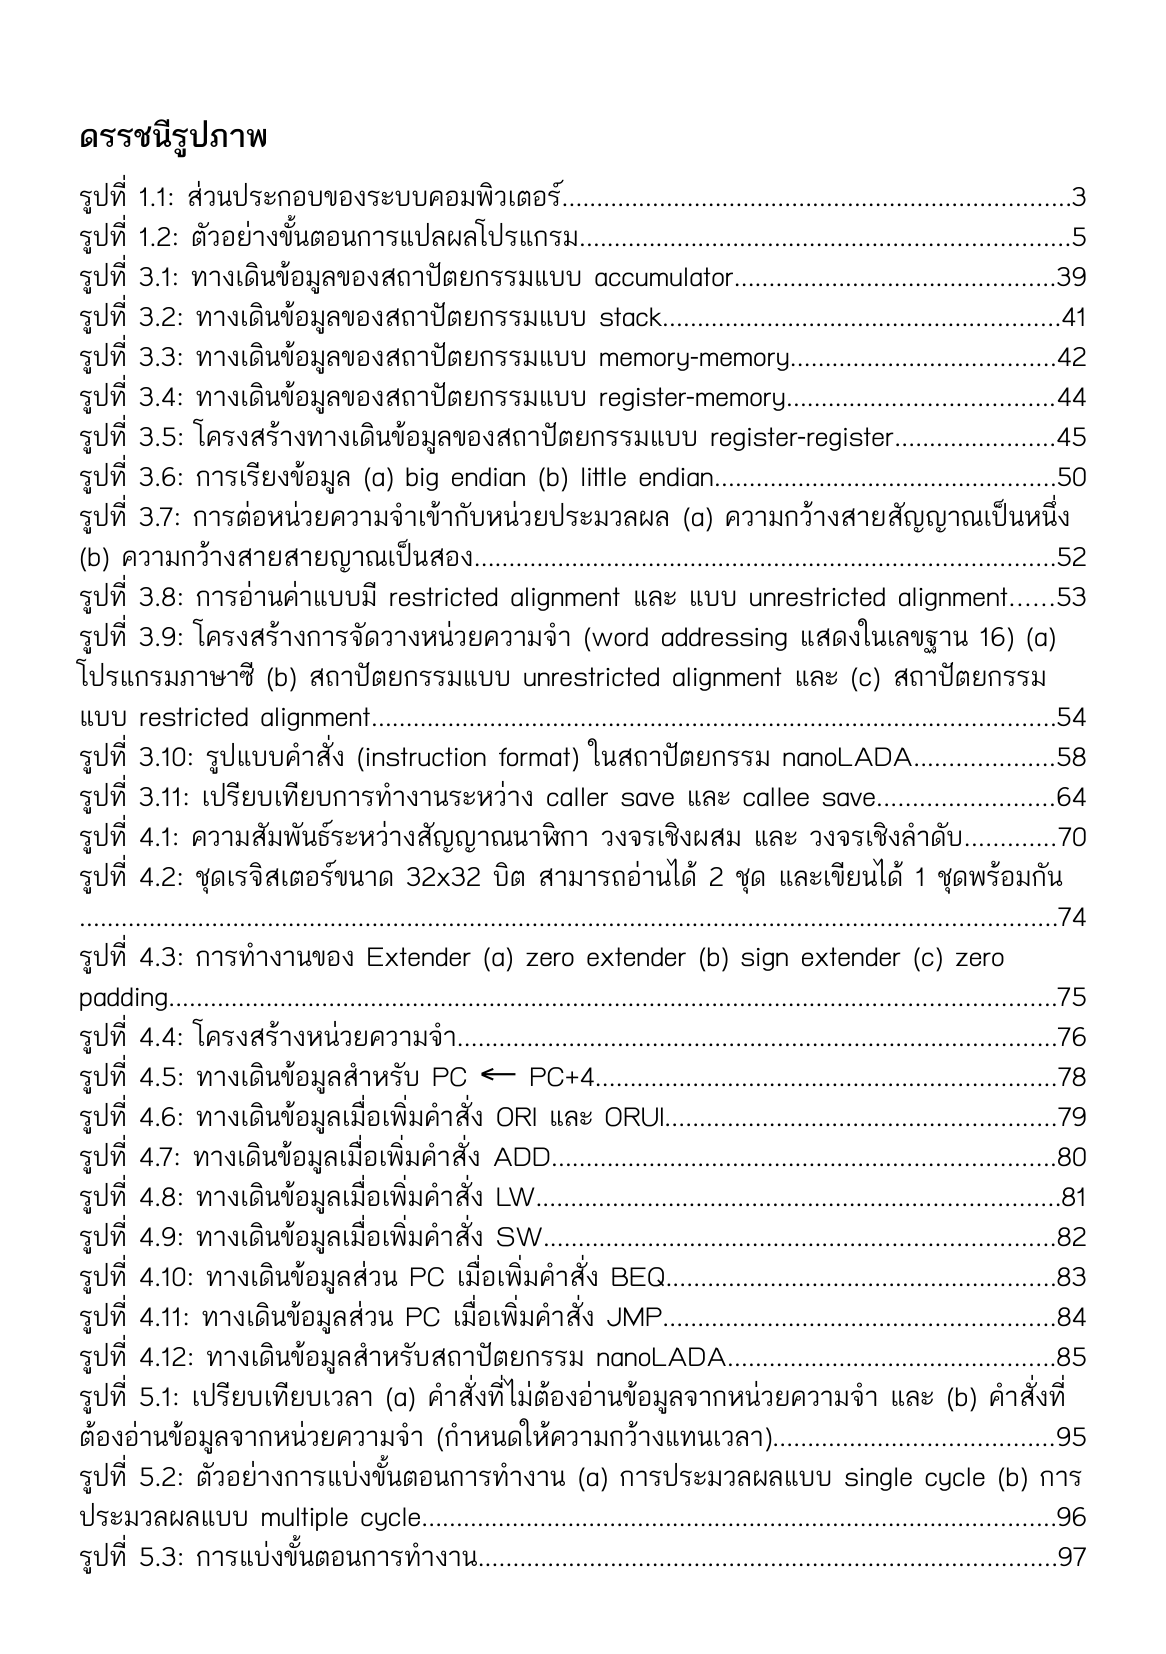 ดรรชนีรูปภาพ
รูปที่ 1.1: ส่วนประกอบของระบบคอมพิวเตอร์..........................................................................3
รูปที่ 1.2: ตัวอย่างขั้นตอนการแปลผลโปรแกรม.......................................................................5
รูปที่ 3.1: ทางเดินข้อมูลของสถาปัตยกรรมแบบ accumulator..............................................39
รูปที่ 3.2: ทางเดินข้อมูลของสถาปัตยกรรมแบบ stack.........................................................41
รูปที่ 3.3: ทางเดินข้อมูลของสถาปัตยกรรมแบบ memory-memory......................................42
รูปที่ 3.4: ทางเดินข้อมูลของสถาปัตยกรรมแบบ register-memory.......................................44
รูปที่ 3.5: โครงสร้างทางเดินข้อมูลของสถาปัตยกรรมแบบ register-register.......................45
รูปที่ 3.6: การเรียงข้อมูล (a) big endian (b) little endian.................................................50
รูปที่ 3.7: การต่อหน่วยความจำเข้ากับหน่วยประมวลผล (a) ความกว้างสายสัญญาณเป็นหนึ่ง
(b) ความกว้างสายสายญาณเป็นสอง....................................................................................52
รูปที่ 3.8: การอ่านค่าแบบมี restricted alignment และ แบบ unrestricted alignment......53
รูปที่ 3.9: โครงสร้างการจัดวางหน่วยความจำ (word addressing แสดงในเลขฐาน 16) (a)
โปรแกรมภาษาซี (b) สถาปัตยกรรมแบบ unrestricted alignment และ (c) สถาปัตยกรรม
แบบ restricted alignment...................................................................................................54
รูปที่ 3.10: รูปแบบคำสั่ง (instruction format) ในสถาปัตยกรรม nanoLADA....................58
รูปที่ 3.11: เปรียบเทียบการทำงานระหว่าง caller save และ callee save..........................64
รูปที่ 4.1: ความสัมพันธ์ระหว่างสัญญาณนาฬิกา วงจรเชิงผสม และ วงจรเชิงลำดับ.............70
รูปที่ 4.2: ชุดเรจิสเตอร์ขนาด 32x32 บิต สามารถอ่านได้ 2 ชุด และเขียนได้ 1 ชุดพร้อมกัน
..............................................................................................................................................74
รูปที่ 4.3: การทำงานของ Extender (a) zero extender (b) sign extender (c) zero
padding................................................................................................................................75
รูปที่ 4.4: โครงสร้างหน่วยความจำ.......................................................................................76
รูปที่ 4.5: ทางเดินข้อมูลสำหรับ PC ← PC+4...................................................................78
รูปที่ 4.6: ทางเดินข้อมูลเมื่อเพิ่มคำสั่ง ORI และ ORUI.........................................................79
รูปที่ 4.7: ทางเดินข้อมูลเมื่อเพิ่มคำสั่ง ADD.........................................................................80
รูปที่ 4.8: ทางเดินข้อมูลเมื่อเพิ่มคำสั่ง LW............................................................................81
รูปที่ 4.9: ทางเดินข้อมูลเมื่อเพิ่มคำสั่ง SW..........................................................................82
รูปที่ 4.10: ทางเดินข้อมูลส่วน PC เมื่อเพิ่มคำสั่ง BEQ.........................................................83
รูปที่ 4.11: ทางเดินข้อมูลส่วน PC เมื่อเพิ่มคำสั่ง JMP.........................................................84
รูปที่ 4.12: ทางเดินข้อมูลสำหรับสถาปัตยกรรม nanoLADA................................................85
รูปที่ 5.1: เปรียบเทียบเวลา (a) คำสั่งที่ไม่ต้องอ่านข้อมูลจากหน่วยความจำ และ (b) คำสั่งที่
ต้องอ่านข้อมูลจากหน่วยความจำ (กำหนดให้ความกว้างแทนเวลา).........................................95
รูปที่ 5.2: ตัวอย่างการแบ่งขั้นตอนการทำงาน (a) การประมวลผลแบบ single cycle (b) การ
ประมวลผลแบบ multiple cycle............................................................................................96
รูปที่ 5.3: การแบ่งขั้นตอนการทำงาน....................................................................................97